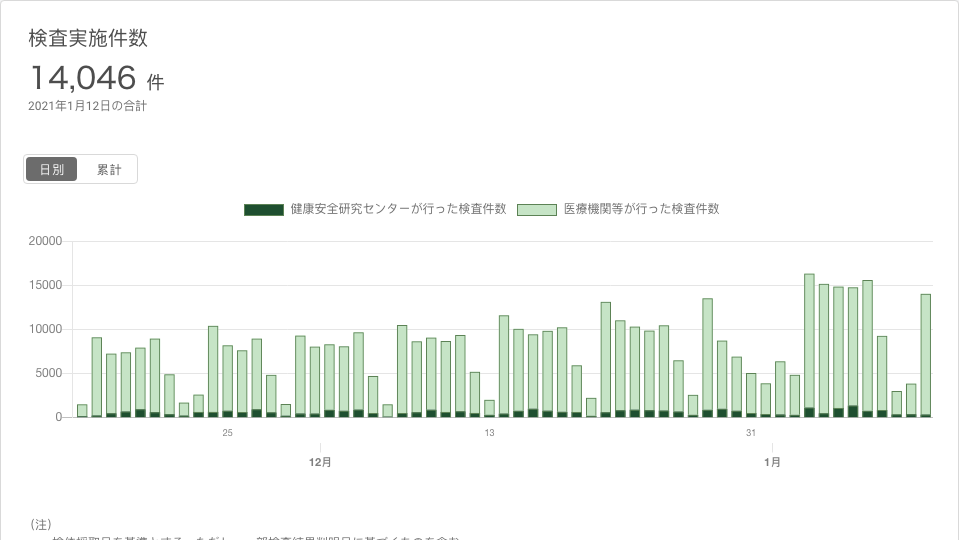 検査実施件数
14,046 件
2021年1月12日の合計
日別 累計
健康安全研究センターが行った検査件数 医療機関等が行った検査件数
20000
15000
10000
5000
0
25 13 31
12月 1月
(注)